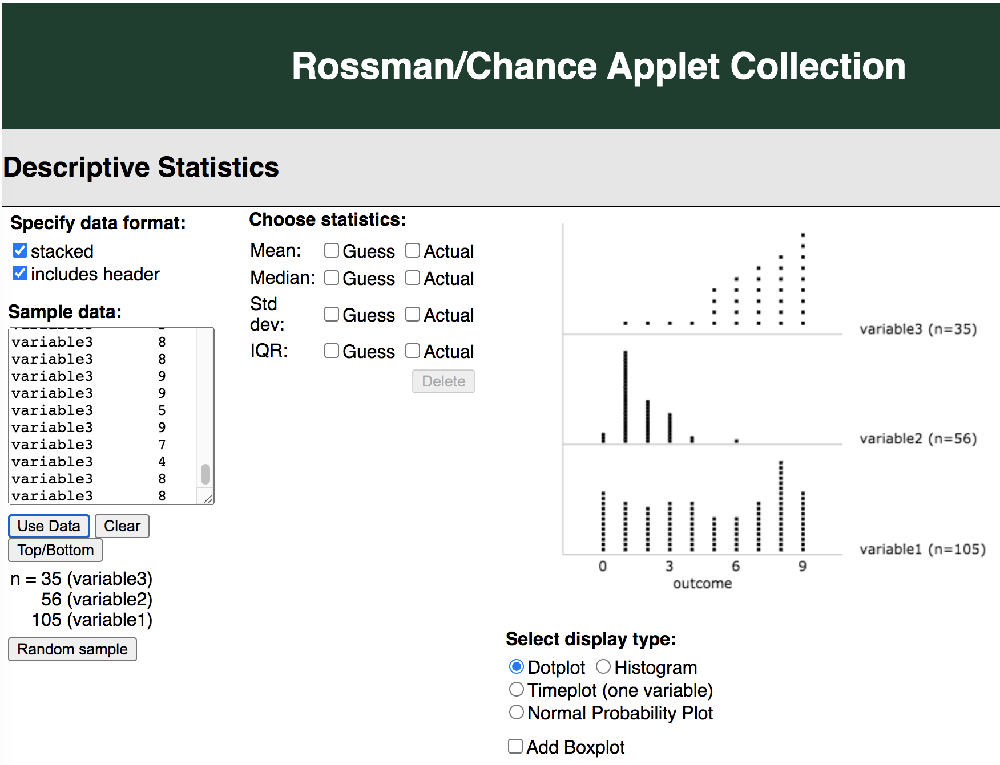 Rossman/Chance Applet Collection
Descriptive Statistics
Specify data format:
stacked
includes header
Sample data:
variable3 8
variable3 8
variable3 9
variable3 9
variable3 5
variable3 9
variable3 7
variable3 4
variable3 8
variable3 8
Use Data Clear
Top/Bottom
n = 35 (variable3)
56 (variable2)
105 (variable1)
Random sample
Choose statistics:
Mean: Guess Actual
Median: Guess Actual
Std
dev: Guess Actual
IQR: Guess Actual
Delete
variable3 (n=35)
variable2 (n=56)
variable1 (n=105)
0 3 6 9
outcome
Select display type:
Dotplot Histogram
Timeplot (one variable)
Normal Probability Plot
Add Boxplot